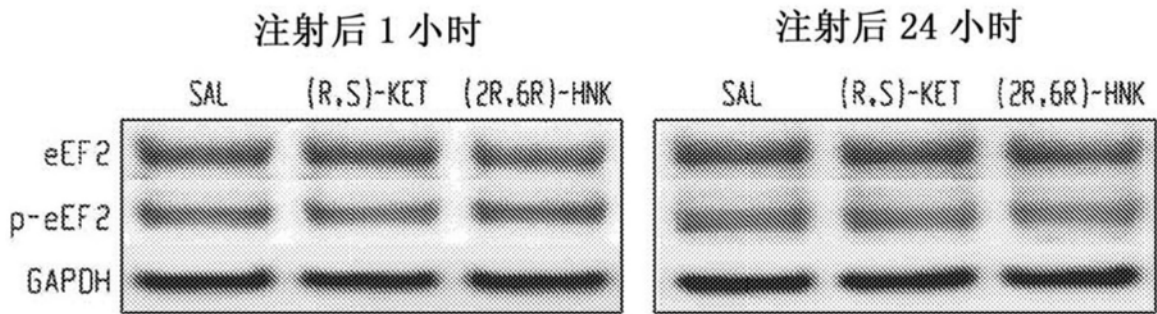 注射后 1 小时
注射后 24 小时
SAL (R,S)-KET (2R,6R)-HNK
SAL (R,S)-KET (2R,6R)-HNK
eEF2
p-eEF2
GAPDH